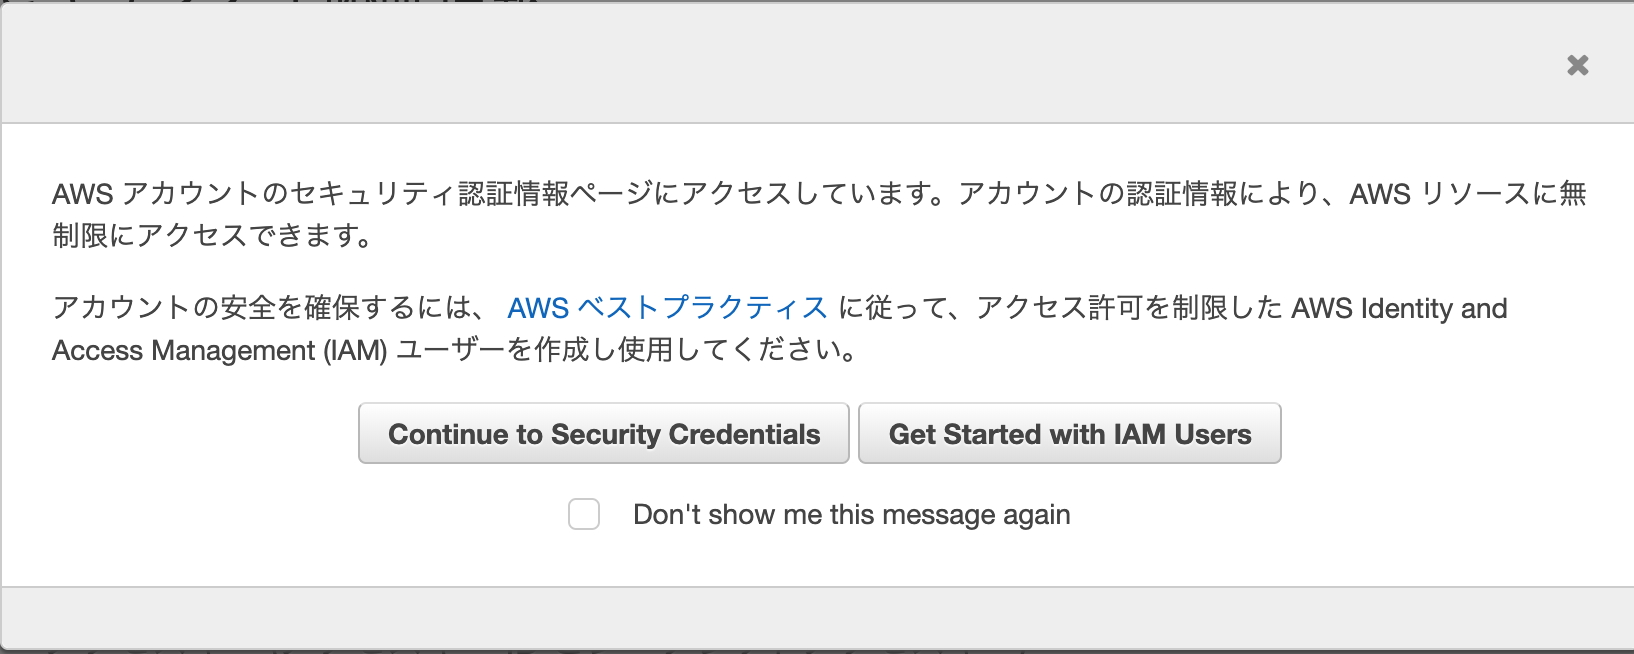 AWS アカウントのセキュリティ認証情報ページにアクセスしています。アカウントの認証情報により、AWS リソースに無
制限にアクセスできます。
アカウントの安全を確保するには、 AWS ベストプラクティス に従って、アクセス許可を制限した AWS Identity and
Access Management (IAM) ユーザーを作成し使用してください。
Continue to Security Credentials Get Started with IAM Users
Don't show me this message again